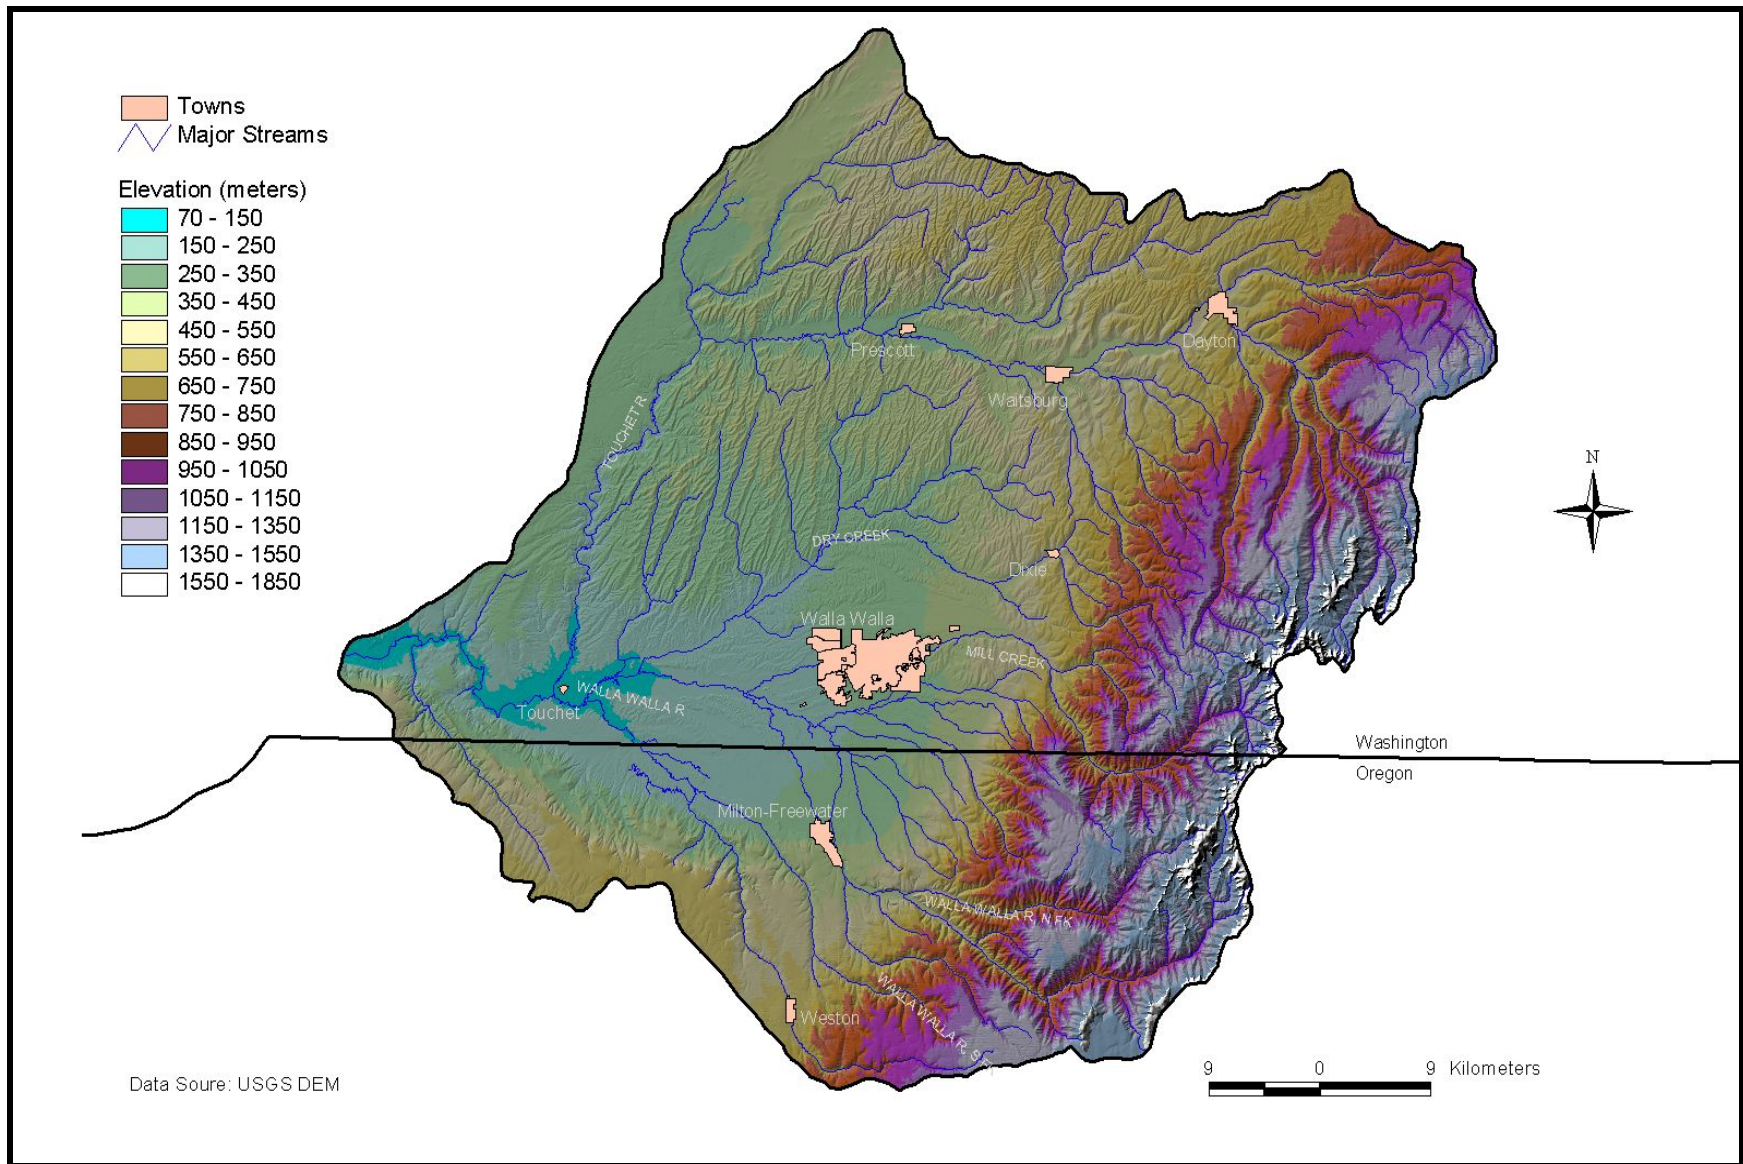 Towns
Major Streams
Elevation (meters)
70 - 150
150 - 250
250 - 350
350 - 450
450 - 550
550 - 650
650 - 750
750 - 850
850 - 950
950 - 1050
1050 - 1150
1150 - 1350
1350 - 1550
1550 - 1850
Prescott
Dayton
Waitsburg
TOUCHET R
N
DRY CREEK
Dixie
Walla Walla
MILL CREEK
WALLA WALLA R
Touchet
Washington
Oregon
Milton-Freewater
WALLA WALLA R, N FK
WALLA WALLA R, S FK
Weston
9 0 9 Kilometers
Data Soure: USGS DEM